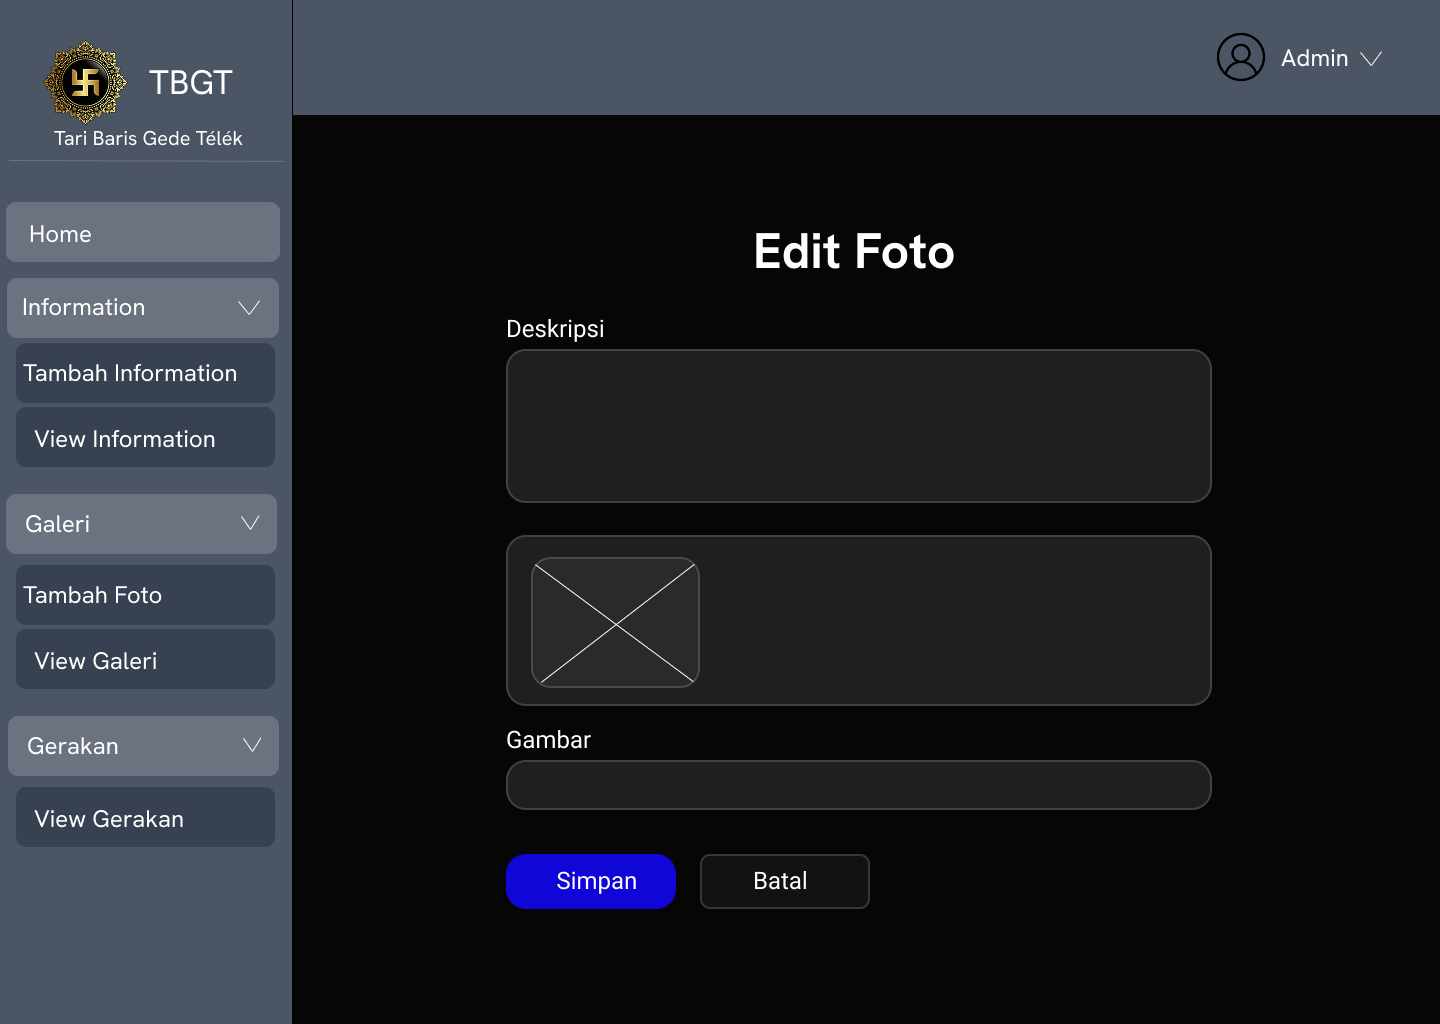 TBGT
Tari Baris Gede Télék
Admin
Home
Information
Tambah Information
View Information
Galeri
Tambah Foto
View Galeri
Gerakan
View Gerakan
Edit Foto
Deskripsi
Gambar
Simpan
Batal